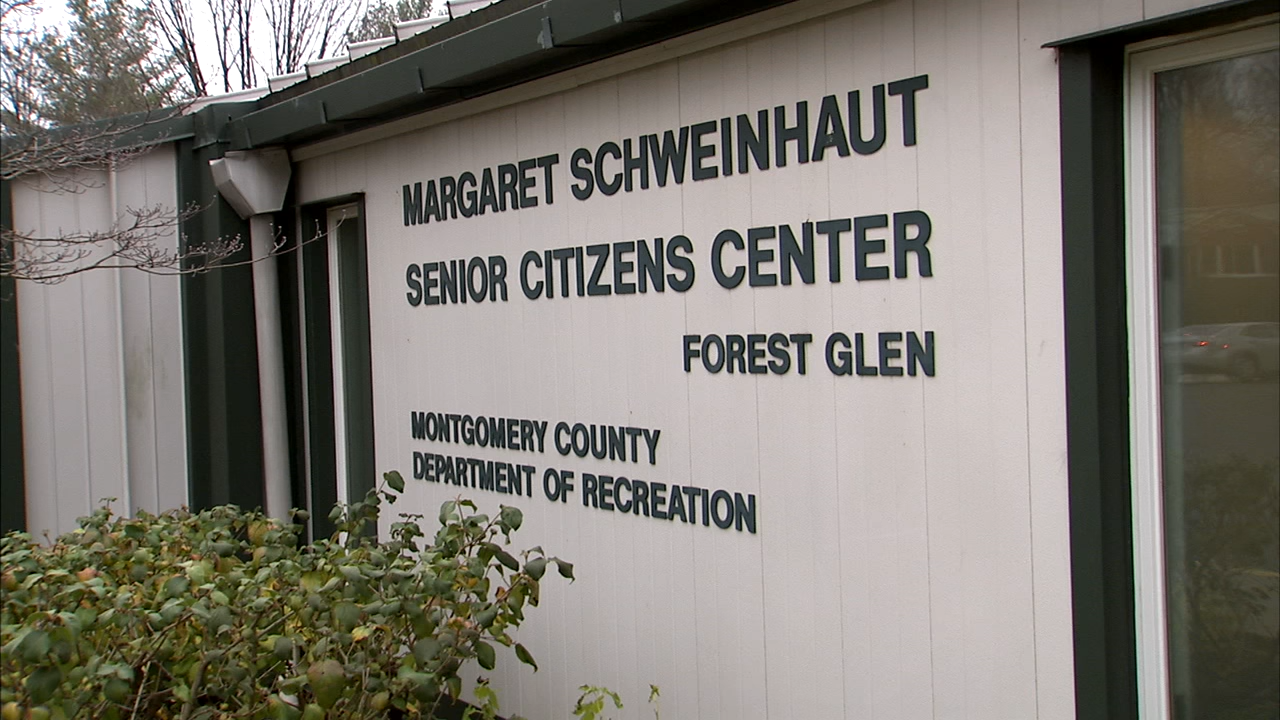 MARGARET SCHWEINHAUT
SENIOR CITIZENS CENTER
FOREST GLEN
MONTGOMERY COUNTY
DEPARTMENT OF RECREATION